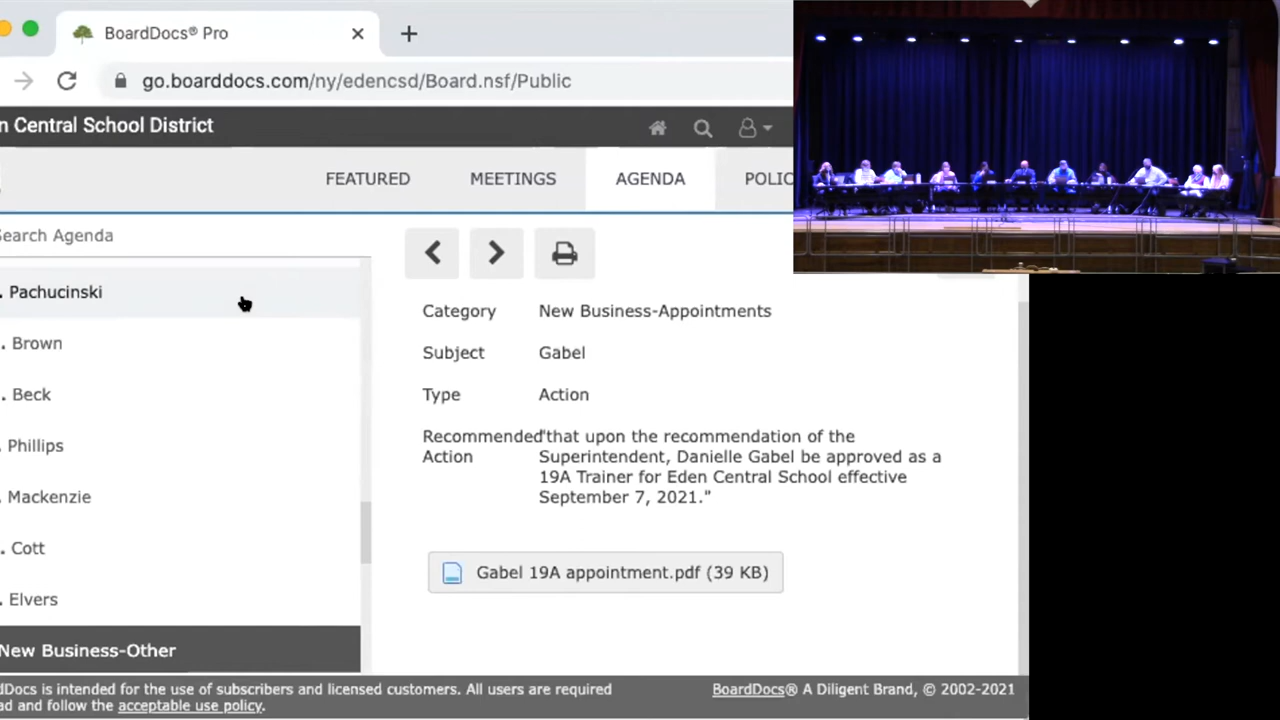 BoardDocs® Pro
go.boarddocs.com/ny/edencsd/Board.nsf/Public
n Central School District
FEATURED MEETINGS AGENDA POLIC
Search Agenda
. Pachucinski
. Brown
. Beck
. Phillips
. Mackenzie
. Cott
. Elvers
New Business-Other
Category New Business-Appointments
Subject Gabel
Type Action
Recommended "that upon the recommendation of the
Action Superintendent, Danielle Gabel be approved as a
19A Trainer for Eden Central School effective
September 7, 2021."
Gabel 19A appointment.pdf (39 KB)
rdDocs is intended for the use of subscribers and licensed customers. All users are required
ad and follow the acceptable use policy.
BoardDocs® A Diligent Brand, © 2002-2021